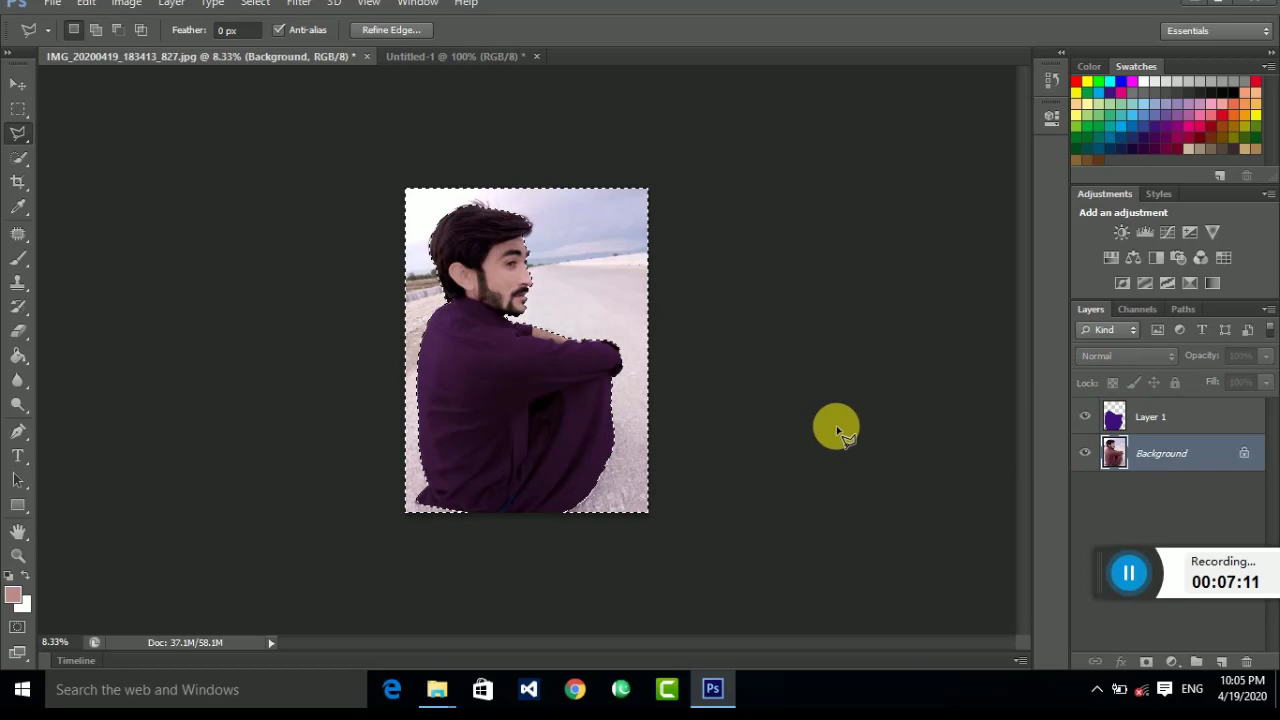 Ps File Edit Image Layer Type Select Filter 3D View Window Help
Feather: 0 px Anti-alias Refine Edge... Essentials
IMG_20200419_183413_827.jpg @ 8.33% (Background, RGB/8) * × Untitled-1 @ 100% (RGB/8) * ×
Color Swatches
Adjustments Styles
Add an adjustment
Layers Channels Paths
Kind
Normal Opacity: 100%
Lock: Fill: 100%
Layer 1
Background
Recording...
00:07:11
8.33% Doc: 37.1M/58.1M
Timeline
Search the web and Windows
Ps
ENG
10:05 PM
4/19/2020